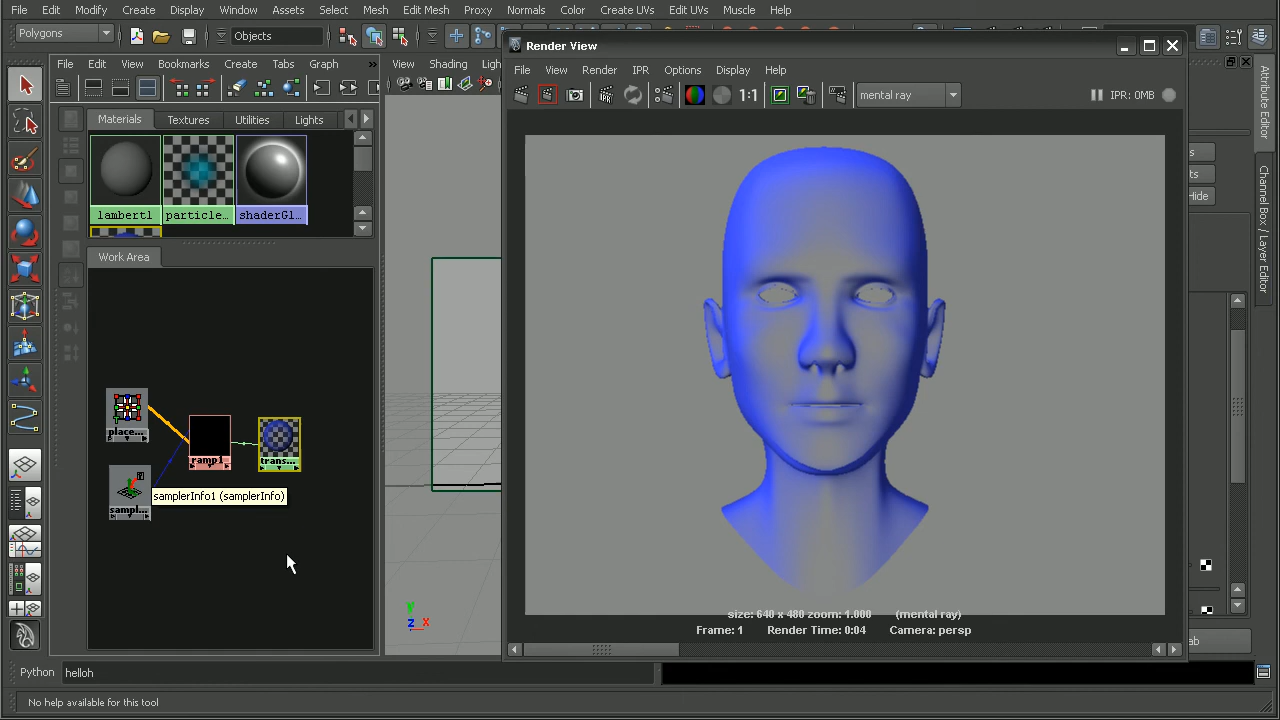 File Edit Modify Create Display Window Assets Select Mesh Edit Mesh Proxy Normals Color Create UVs Edit UVs Muscle Help
Polygons
Objects
File Edit View Bookmarks Create Tabs Graph »
View Shading Ligh
Render View
File View Render IPR Options Display Help
1:1
mental ray
IPR: 0MB
Materials Textures Utilities Lights
lambert1 particle... shaderGl...
Work Area
place...
ramp1
trans...
sampl...
samplerInfo1 (samplerInfo)
y
z x
size: 640 x 480 zoom: 1.000 (mental ray)
Frame: 1 Render Time: 0:04 Camera: persp
Attribute Editor
Channel Box / Layer Editor
s
ts
Hide
ab
Python helloh
No help available for this tool